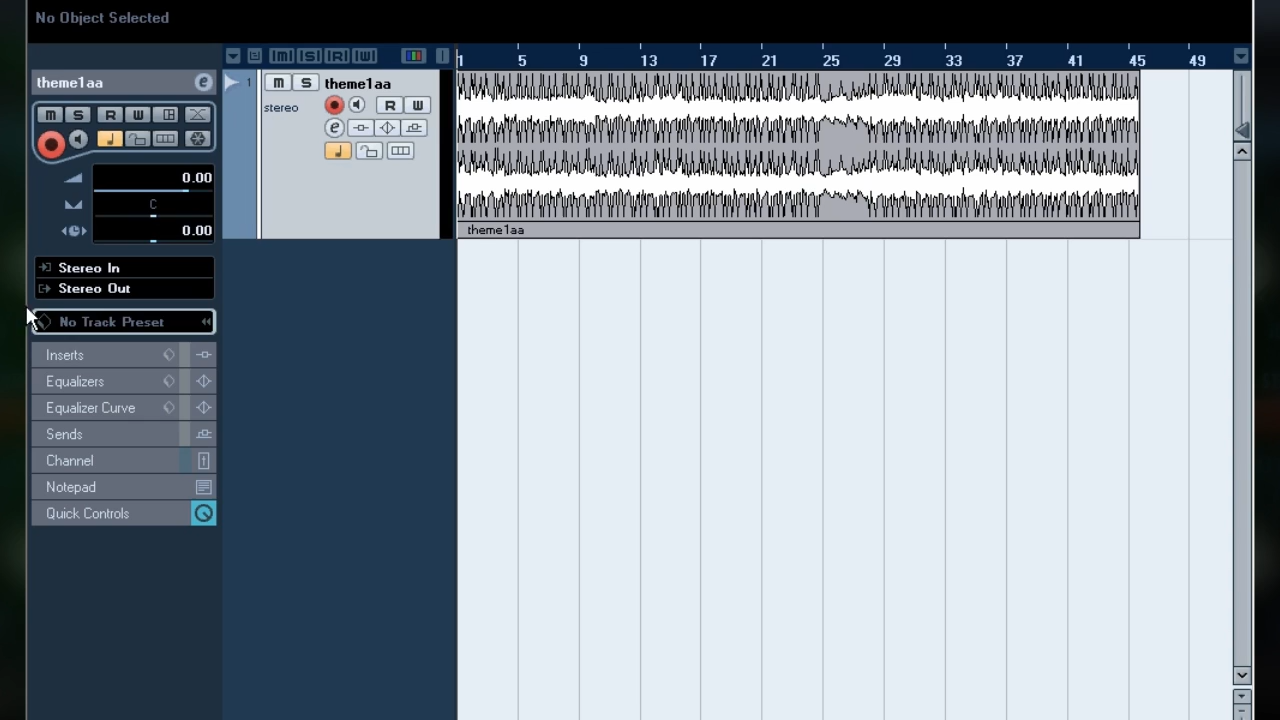 No Object Selected
M S R W
1 5 9 13 17 21 25 29 33 37 41 45 49
theme1aa e
1 M S theme1aa
stereo R W
e
M S R W
theme1aa
0.00
C
0.00
Stereo In
Stereo Out
No Track Preset
Inserts
Equalizers
Equalizer Curve
Sends
Channel
Notepad
Quick Controls